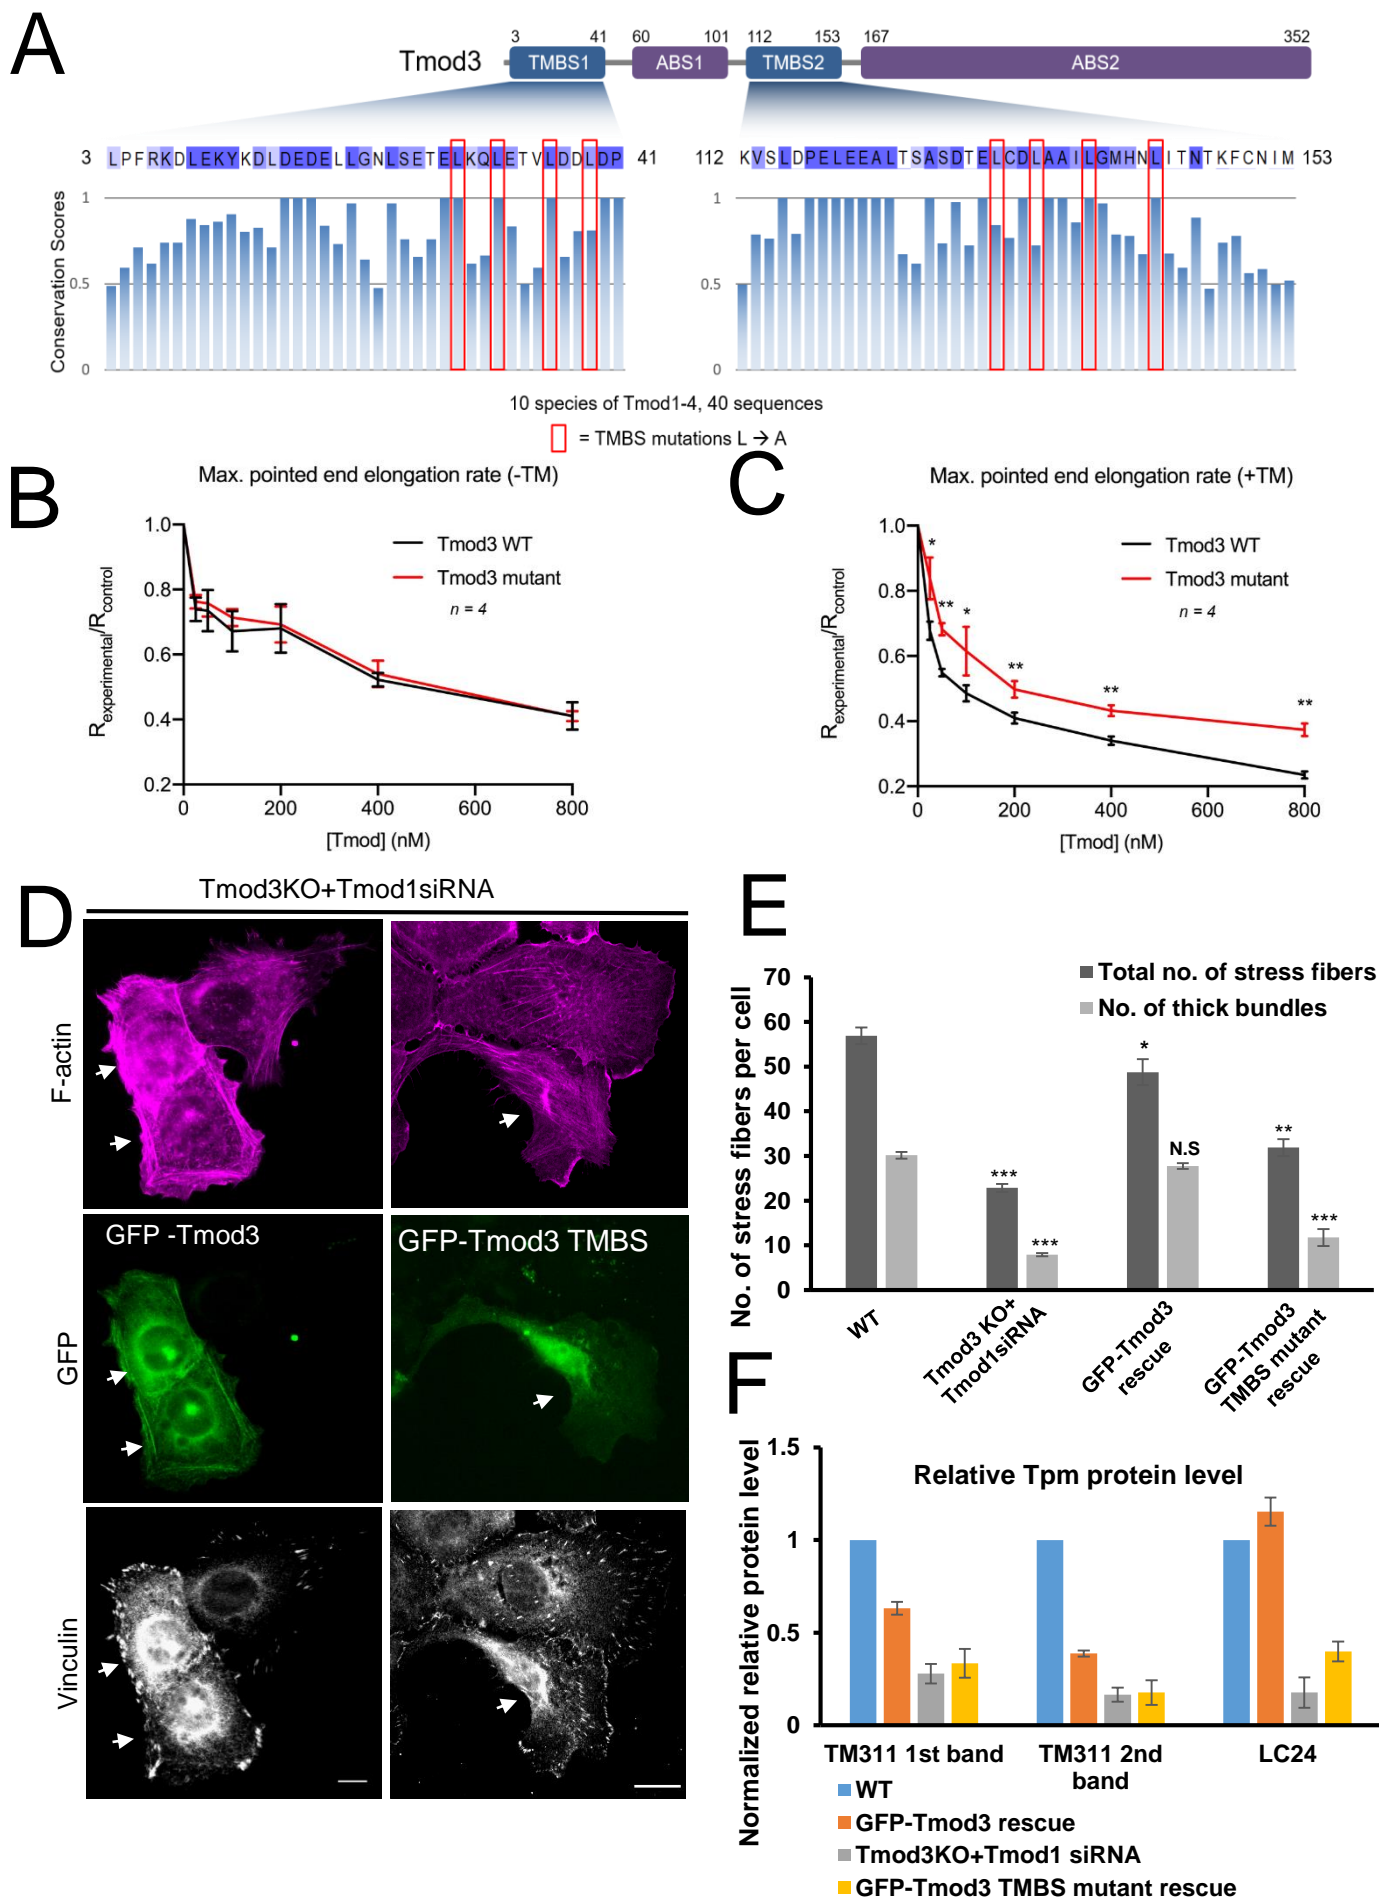 A
Tmod3
3 41 60 101 112 153 167 352
TMBS1 ABS1 TMBS2 ABS2
3 LPFRKDLEKYKDLDEDELLGNLSETELKQLETVLDDLDP 41
112 KVSLDPELEEALTSASDTELCDLAAILGMHNLITNTKFCNIM 153
Conservation Scores
1
0.5
0
1
0.5
0
10 species of Tmod1-4, 40 sequences
= TMBS mutations L → A
B
Max. pointed end elongation rate (-TM)
Tmod3 WT
Tmod3 mutant
n = 4
Rexperimental/Rcontrol
1.0
0.8
0.6
0.4
0.2
0 200 400 600 800
[Tmod] (nM)
C
Max. pointed end elongation rate (+TM)
Tmod3 WT
Tmod3 mutant
n = 4
Rexperimental/Rcontrol
1.0
0.8
0.6
0.4
0.2
* ** * ** ** **
0 200 400 600 800
[Tmod] (nM)
D
Tmod3KO+Tmod1siRNA
F-actin
GFP
GFP -Tmod3
GFP-Tmod3 TMBS
Vinculin
E
No. of stress fibers per cell
Total no. of stress fibers
No. of thick bundles
70
60
50
40
30
20
10
0
*** *** * N.S ** ***
WT
Tmod3 KO+
Tmod1siRNA
GFP-Tmod3
rescue
GFP-Tmod3
TMBS mutant
rescue
F
Normalized relative protein level
Relative Tpm protein level
1.5
1
0.5
0
TM311 1st band
TM311 2nd
band
LC24
WT
GFP-Tmod3 rescue
Tmod3KO+Tmod1 siRNA
GFP-Tmod3 TMBS mutant rescue